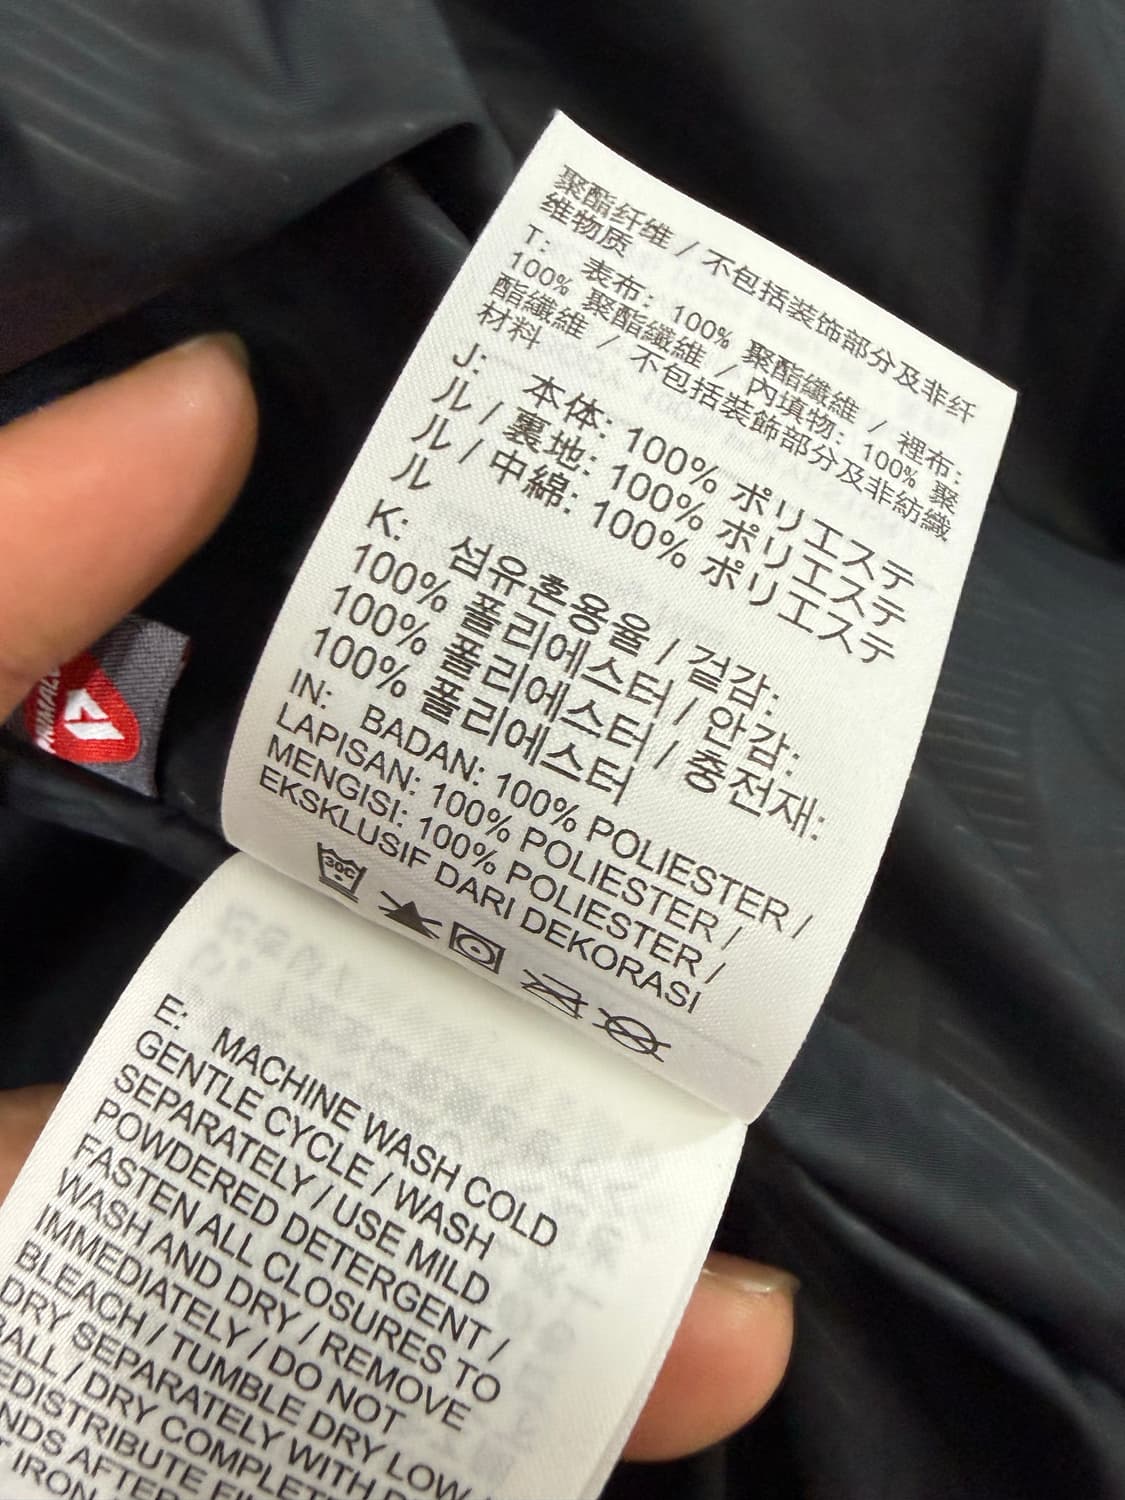 聚酯纤维 / 不包括装饰部分及非纤
维物质
T: 表布: 100% 聚酯纖維 / 裡布:
100% 聚酯纖維 / 內填物: 100% 聚
酯纖維 / 不包括裝飾部分及非紡織
材料
J: 本体: 100% ポリエステ
ル / 裏地: 100% ポリエステ
ル / 中綿: 100% ポリエステ
ル
K: 섬유혼용율 / 겉감:
100% 폴리에스터 / 안감:
100% 폴리에스터 / 충전재:
100% 폴리에스터
IN: BADAN: 100% POLIESTER /
LAPISAN: 100% POLIESTER /
MENGISI: 100% POLIESTER /
EKSKLUSIF DARI DEKORASI
30C
E: MACHINE WASH COLD
GENTLE CYCLE / WASH
SEPARATELY / USE MILD
POWDERED DETERGENT /
FASTEN ALL CLOSURES TO
WASH AND DRY / REMOVE
IMMEDIATELY / DO NOT
BLEACH / TUMBLE DRY LOW /
DRY SEPARATELY WITH
ALL / DRY
AFTER
IRON